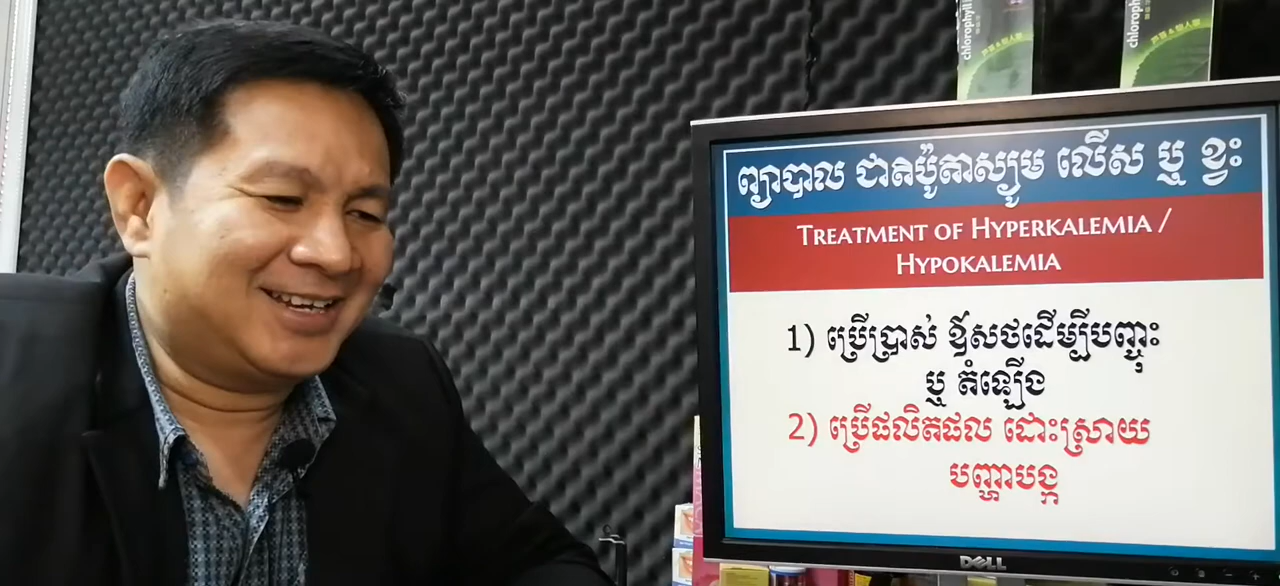 chlorophyll
chlorophyll
ព្យាបាល ជាតិប៉ូតាស្យូម លើស ឬ ខ្វះ
TREATMENT OF HYPERKALEMIA /
HYPOKALEMIA
1) ប្រើប្រាស់ ឪសថដើម្បីបញ្ចុះ
ឬ តំឡើង
2) ប្រើផលិតផល ដោះស្រាយ
បញ្ហាបង្ក
DELL